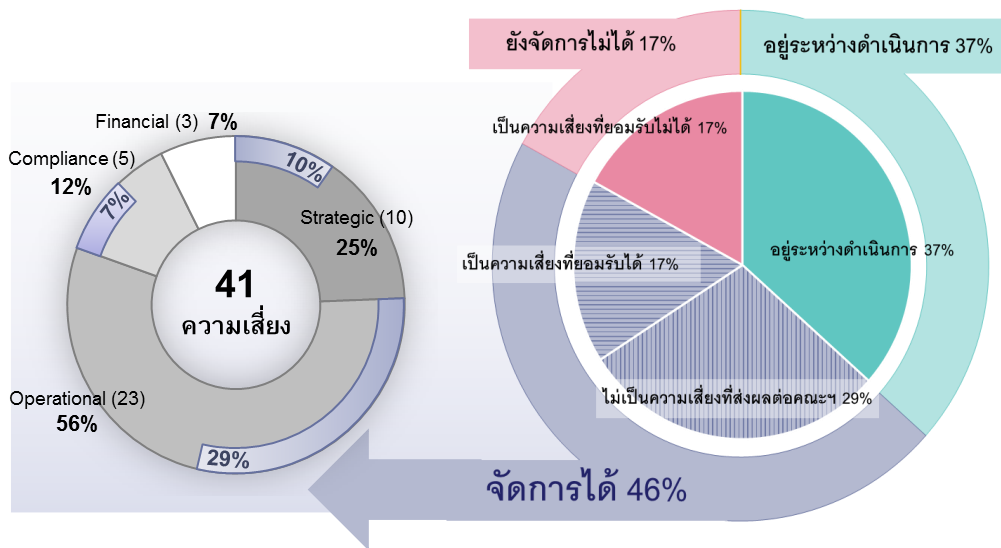 ยังจัดการไม่ได้ 17%
อยู่ระหว่างดำเนินการ 37%
Financial (3) 7%
Compliance (5)
12%
10%
7%
Strategic (10)
25%
41
ความเสี่ยง
Operational (23)
56%
29%
เป็นความเสี่ยงที่ยอมรับไม่ได้ 17%
อยู่ระหว่างดำเนินการ 37%
เป็นความเสี่ยงที่ยอมรับได้ 17%
ไม่เป็นความเสี่ยงที่ส่งผลต่อคณะฯ 29%
จัดการได้ 46%